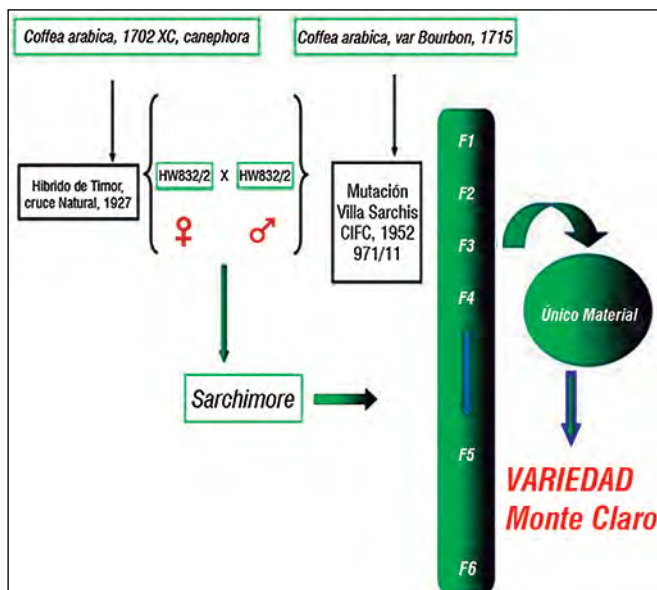 Coffea arabica, 1702 XC, canephora
Coffea arabica, var Bourbon, 1715
Hibrido de Timor,
cruce Natural, 1927
HW832/2 X HW832/2
♀ ♂
Mutación
Villa Sarchis
CIFC, 1952
971/11
Sarchimore
F1
F2
F3
F4
F5
F6
Único Material
VARIEDAD
Monte Claro